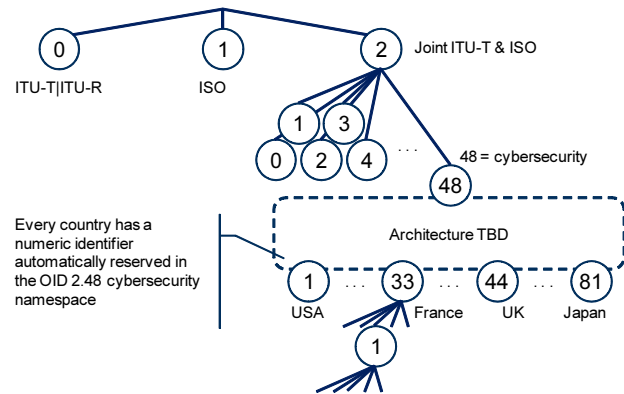 0
1
2
Joint ITU-T & ISO
ITU-T|ITU-R
ISO
1
3
0
2
4
. . .
48 = cybersecurity
48
Every country has a
numeric identifier
automatically reserved in
the OID 2.48 cybersecurity
namespace
Architecture TBD
1
. . .
33
. . .
44
. . .
81
USA
France
UK
Japan
1